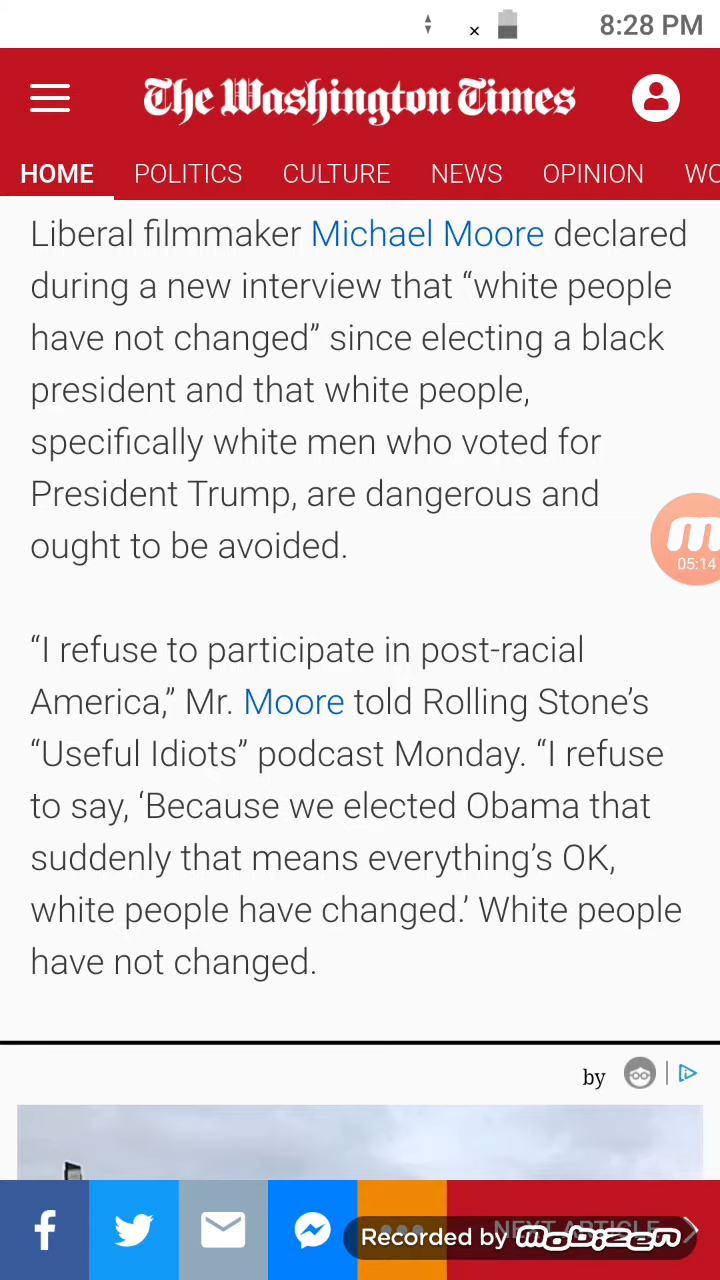 8:28 PM
The Washington Times
HOME POLITICS CULTURE NEWS OPINION WO
Liberal filmmaker Michael Moore declared
during a new interview that “white people
have not changed” since electing a black
president and that white people,
specifically white men who voted for
President Trump, are dangerous and
ought to be avoided.
05:14
“I refuse to participate in post-racial
America,” Mr. Moore told Rolling Stone’s
“Useful Idiots” podcast Monday. “I refuse
to say, ‘Because we elected Obama that
suddenly that means everything’s OK,
white people have changed.’ White people
have not changed.
by
NEXT ARTICLE
Recorded by mobizen